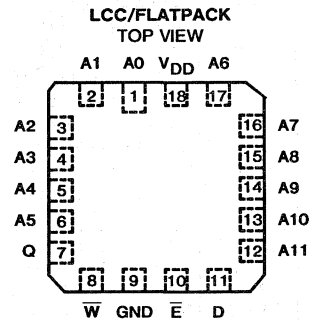 LCC/FLATPACK
TOP VIEW
A1 A0 VDD A6
2 1 18 17
A2 3 16 A7
A3 4 15 A8
A4 5 14 A9
A5 6 13 A10
Q 7 12 A11
8 9 10 11
W̅ GND E̅ D